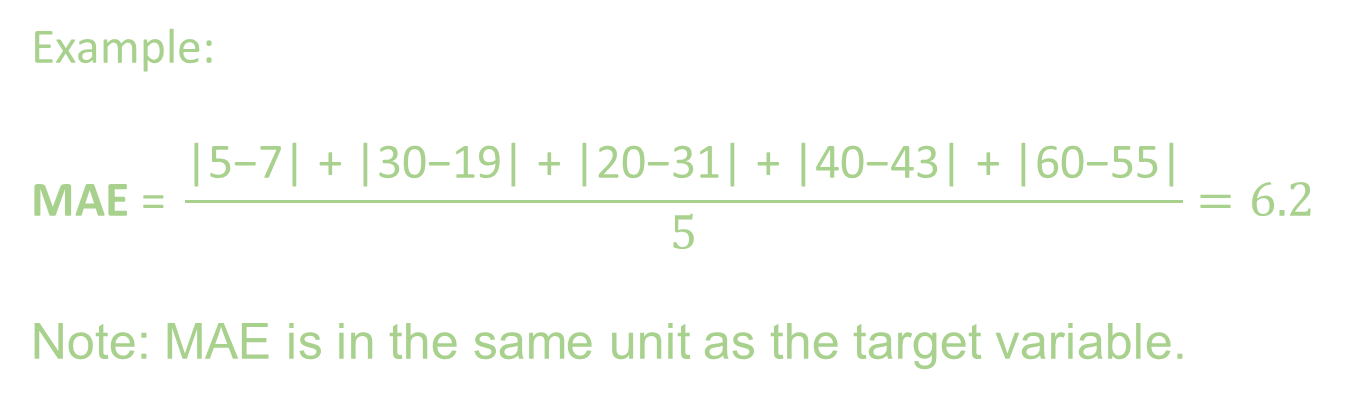 Example:
MAE = |5−7| + |30−19| + |20−31| + |40−43| + |60−55| / 5 = 6.2
Note: MAE is in the same unit as the target variable.